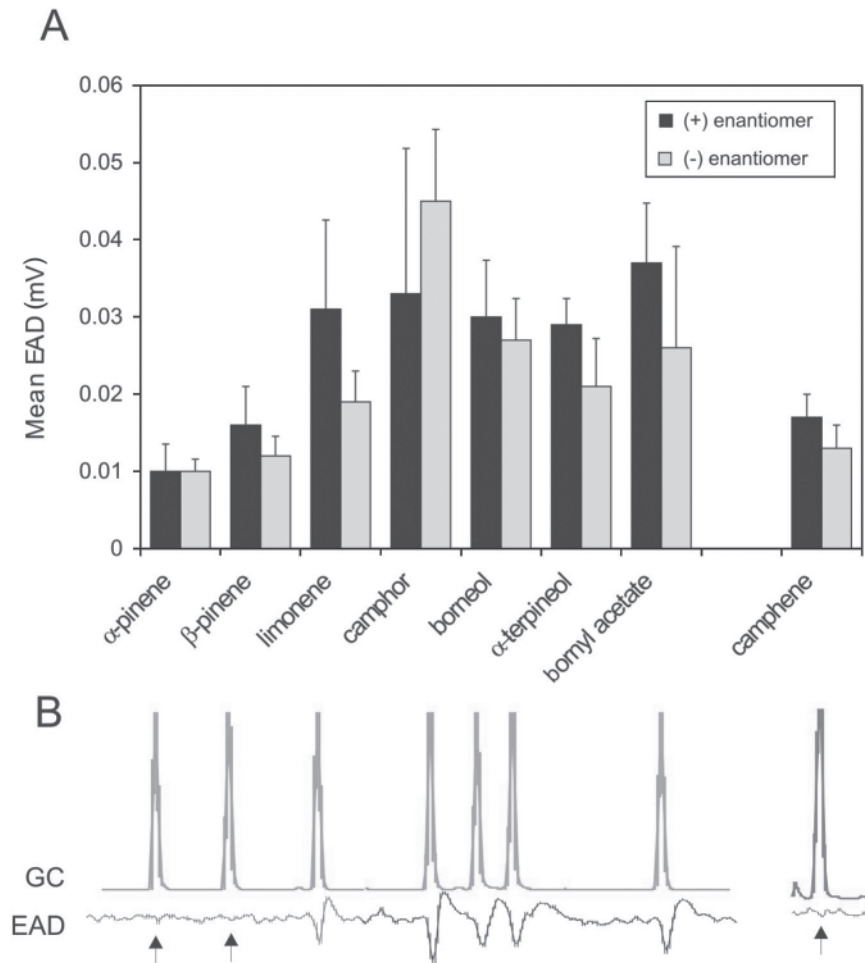 A
0.06
0.05
0.04
0.03
0.02
0.01
0
Mean EAD (mV)
(+) enantiomer
(-) enantiomer
α-pinene
β-pinene
limonene
camphor
borneol
α-terpineol
bornyl acetate
camphene
B
GC
EAD